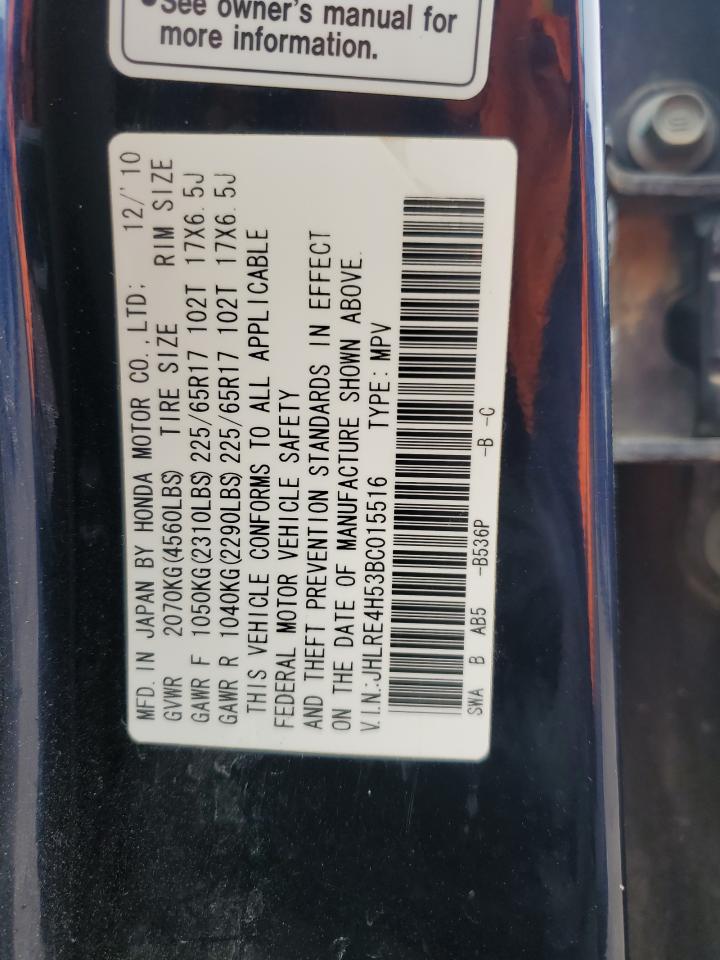 See owner's manual for
more information.
MFD. IN JAPAN BY HONDA MOTOR CO., LTD; 12/'10
GVWR 2070KG(4560LBS) TIRE SIZE RIM SIZE
GAWR F 1050KG(2310LBS) 225/65R17 102T 17X6.5J
GAWR R 1040KG(2290LBS) 225/65R17 102T 17X6.5J
THIS VEHICLE CONFORMS TO ALL APPLICABLE
FEDERAL MOTOR VEHICLE SAFETY
AND THEFT PREVENTION STANDARDS IN EFFECT
ON THE DATE OF MANUFACTURE SHOWN ABOVE.
V.I.N.:JHLRE4H53BC015516 TYPE: MPV
SWA B AB5 -B536P -B -C